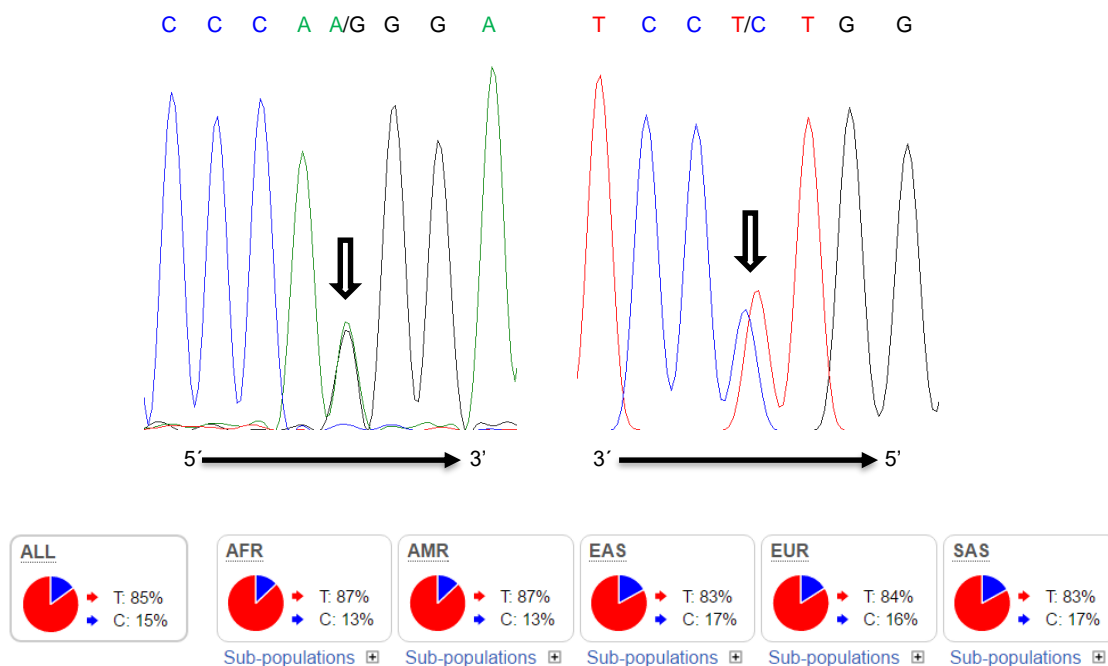 C C C A A/G G G A T C C T/C T G G
5´ 3’ 3´ 5’
ALL AFR AMR EAS EUR SAS
T: 85% T: 87% T: 87% T: 83% T: 84% T: 83%
C: 15% C: 13% C: 13% C: 17% C: 16% C: 17%
Sub-populations Sub-populations Sub-populations Sub-populations Sub-populations